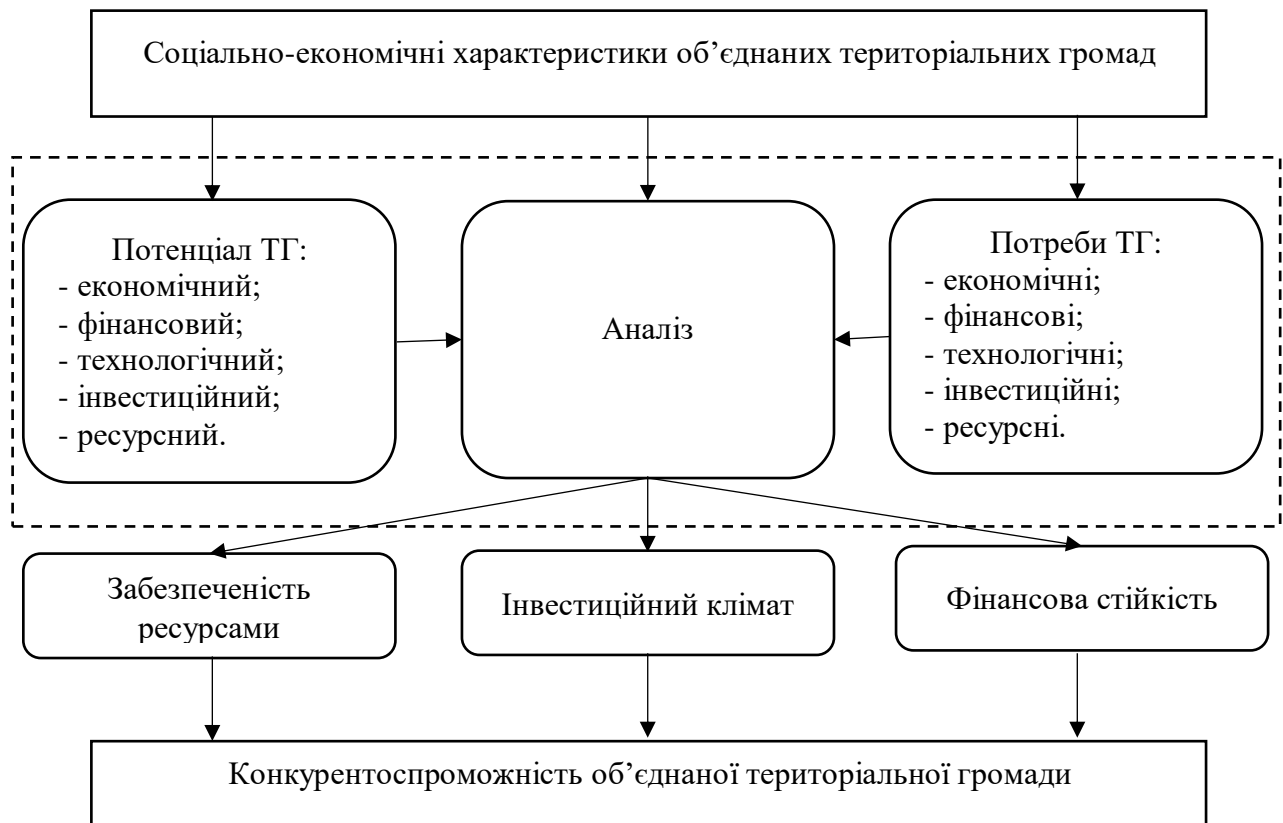 Соціально-економічні характеристики об’єднаних територіальних громад
Потенціал ТГ:
- економічний;
- фінансовий;
- технологічний;
- інвестиційний;
- ресурсний.
Аналіз
Потреби ТГ:
- економічні;
- фінансові;
- технологічні;
- інвестиційні;
- ресурсні.
Забезпеченість
ресурсами
Інвестиційний клімат
Фінансова стійкість
Конкурентоспроможність об’єднаної територіальної громади